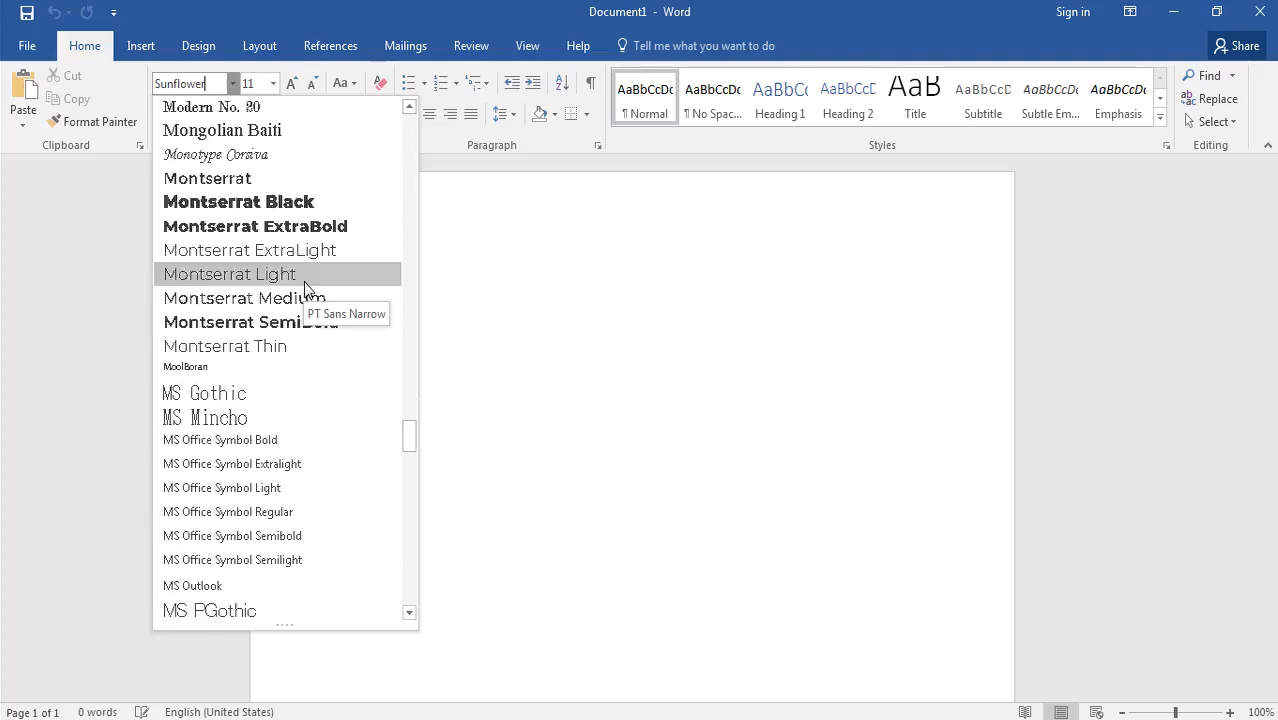 Document1 - Word
Sign in
File Home Insert Design Layout References Mailings Review View Help Tell me what you want to do Share
Paste
Cut
Copy
Format Painter
Clipboard
Sunflower 11 Aa
Paragraph
AaBbCcDc AaBbCcDc AaBbCc AaBbCcC AaB AaBbCcD AaBbCcDc AaBbCcDc
¶ Normal ¶ No Spac... Heading 1 Heading 2 Title Subtitle Subtle Em... Emphasis
Styles
Find
Replace
Select
Editing
Modern No. 20
Mongolian Baiti
Monotype Corsiva
Montserrat
Montserrat Black
Montserrat ExtraBold
Montserrat ExtraLight
Montserrat Light
Montserrat Medium
PT Sans Narrow
Montserrat SemiBold
Montserrat Thin
MoolBoran
MS Gothic
MS Mincho
MS Office Symbol Bold
MS Office Symbol Extralight
MS Office Symbol Light
MS Office Symbol Regular
MS Office Symbol Semibold
MS Office Symbol Semilight
MS Outlook
MS PGothic
Page 1 of 1 0 words English (United States) 100%